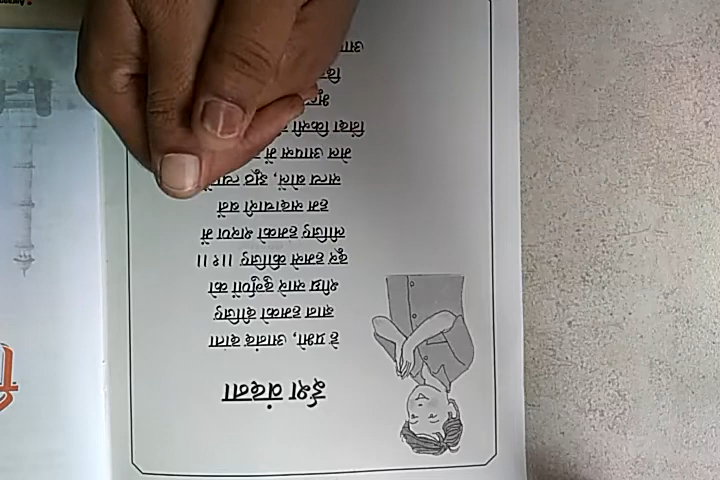 ईश वंदना
हे प्रभो, आनंद दाता
ज्ञान हमको दीजिए
शीघ्र सारे दुर्गुणों को
दूर हमसे कीजिए ।।१।।
लीजिए हमको शरण में
हम सदाचारी बनें
सत्य बोलें, झूठ त्यागें
मेल आपस में
निंदा किसी